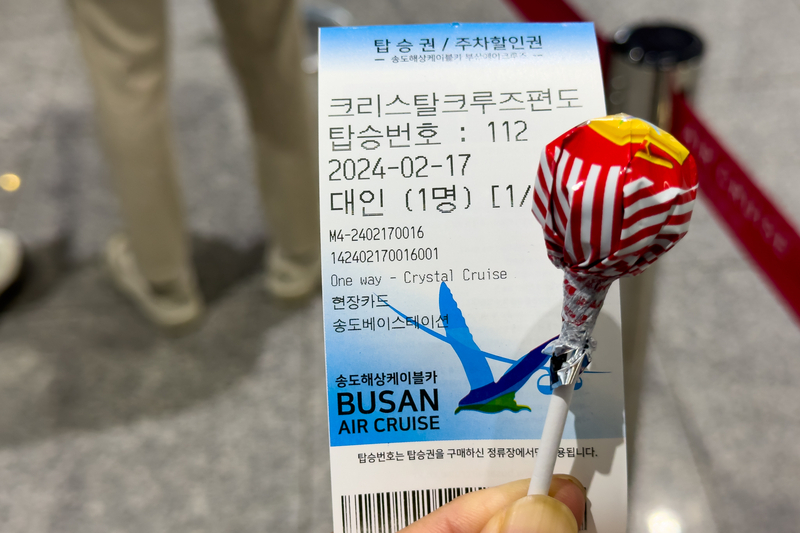 탑 승 권 / 주차할인권
— 송도해상케이블카 부산에어크루즈 —
크리스탈크루즈편도
탑승번호 : 112
2024-02-17
대인 (1명) [1/
M4-2402170016
142402170016001
One way - Crystal Cruise
현장카드
송도베이스테이션
송도해상케이블카
BUSAN
AIR CRUISE
탑승번호는 탑승권을 구매하신 정류장에서만 됩니다.